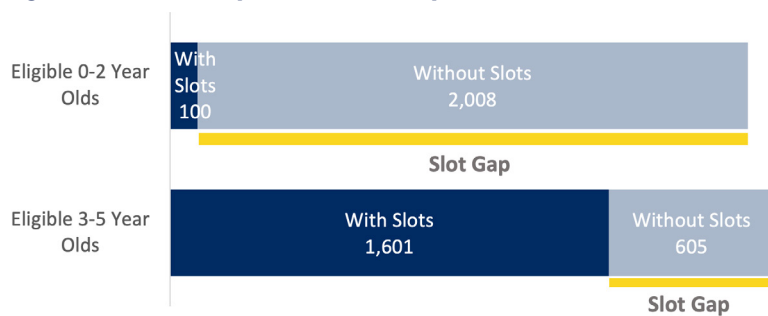 Eligible 0-2 Year
Olds
With
Slots
100
Without Slots
2,008
Slot Gap
Eligible 3-5 Year
Olds
With Slots
1,601
Without Slots
605
Slot Gap